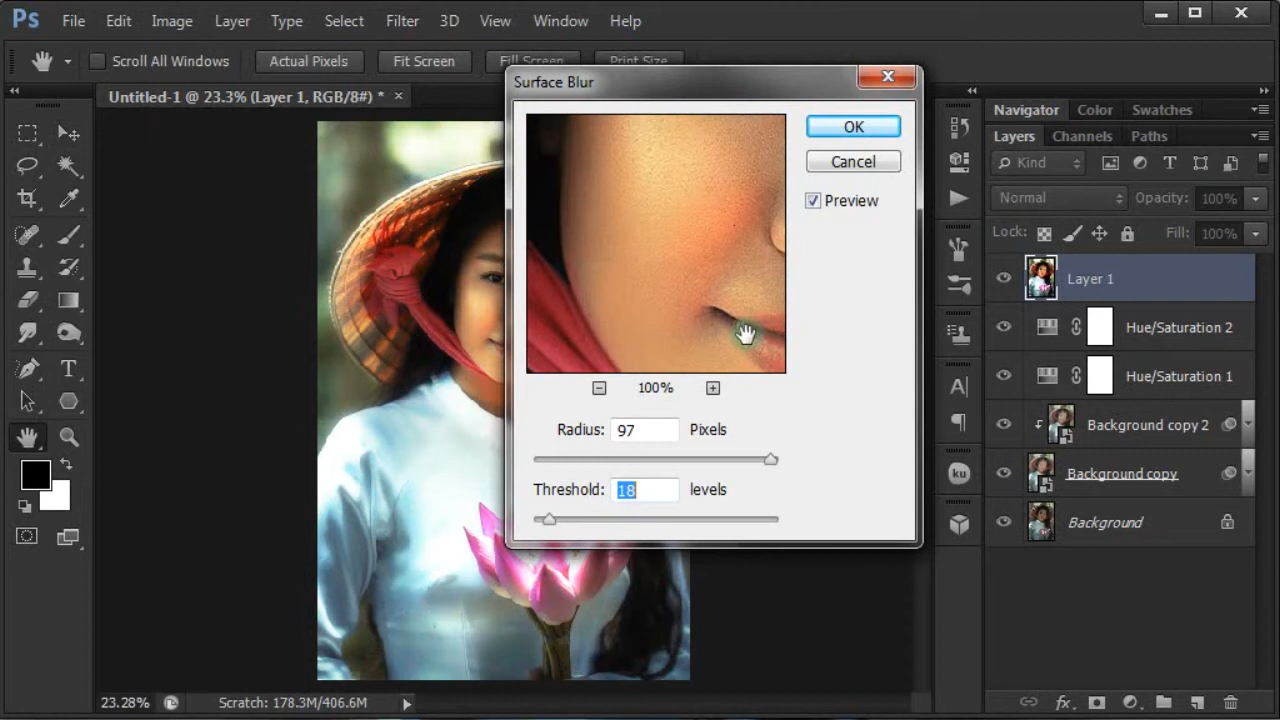 Ps File Edit Image Layer Type Select Filter 3D View Window Help
Scroll All Windows Actual Pixels Fit Screen Fill Screen Print Size
Untitled-1 @ 23.3% (Layer 1, RGB/8#) * ×
Surface Blur
OK
Cancel
Preview
100%
Radius: 97 Pixels
Threshold: 18 levels
Navigator Color Swatches
Layers Channels Paths
Kind
Normal Opacity: 100%
Lock: Fill: 100%
Layer 1
Hue/Saturation 2
Hue/Saturation 1
Background copy 2
Background copy
Background
ku
fx
23.28% Scratch: 178.3M/406.6M